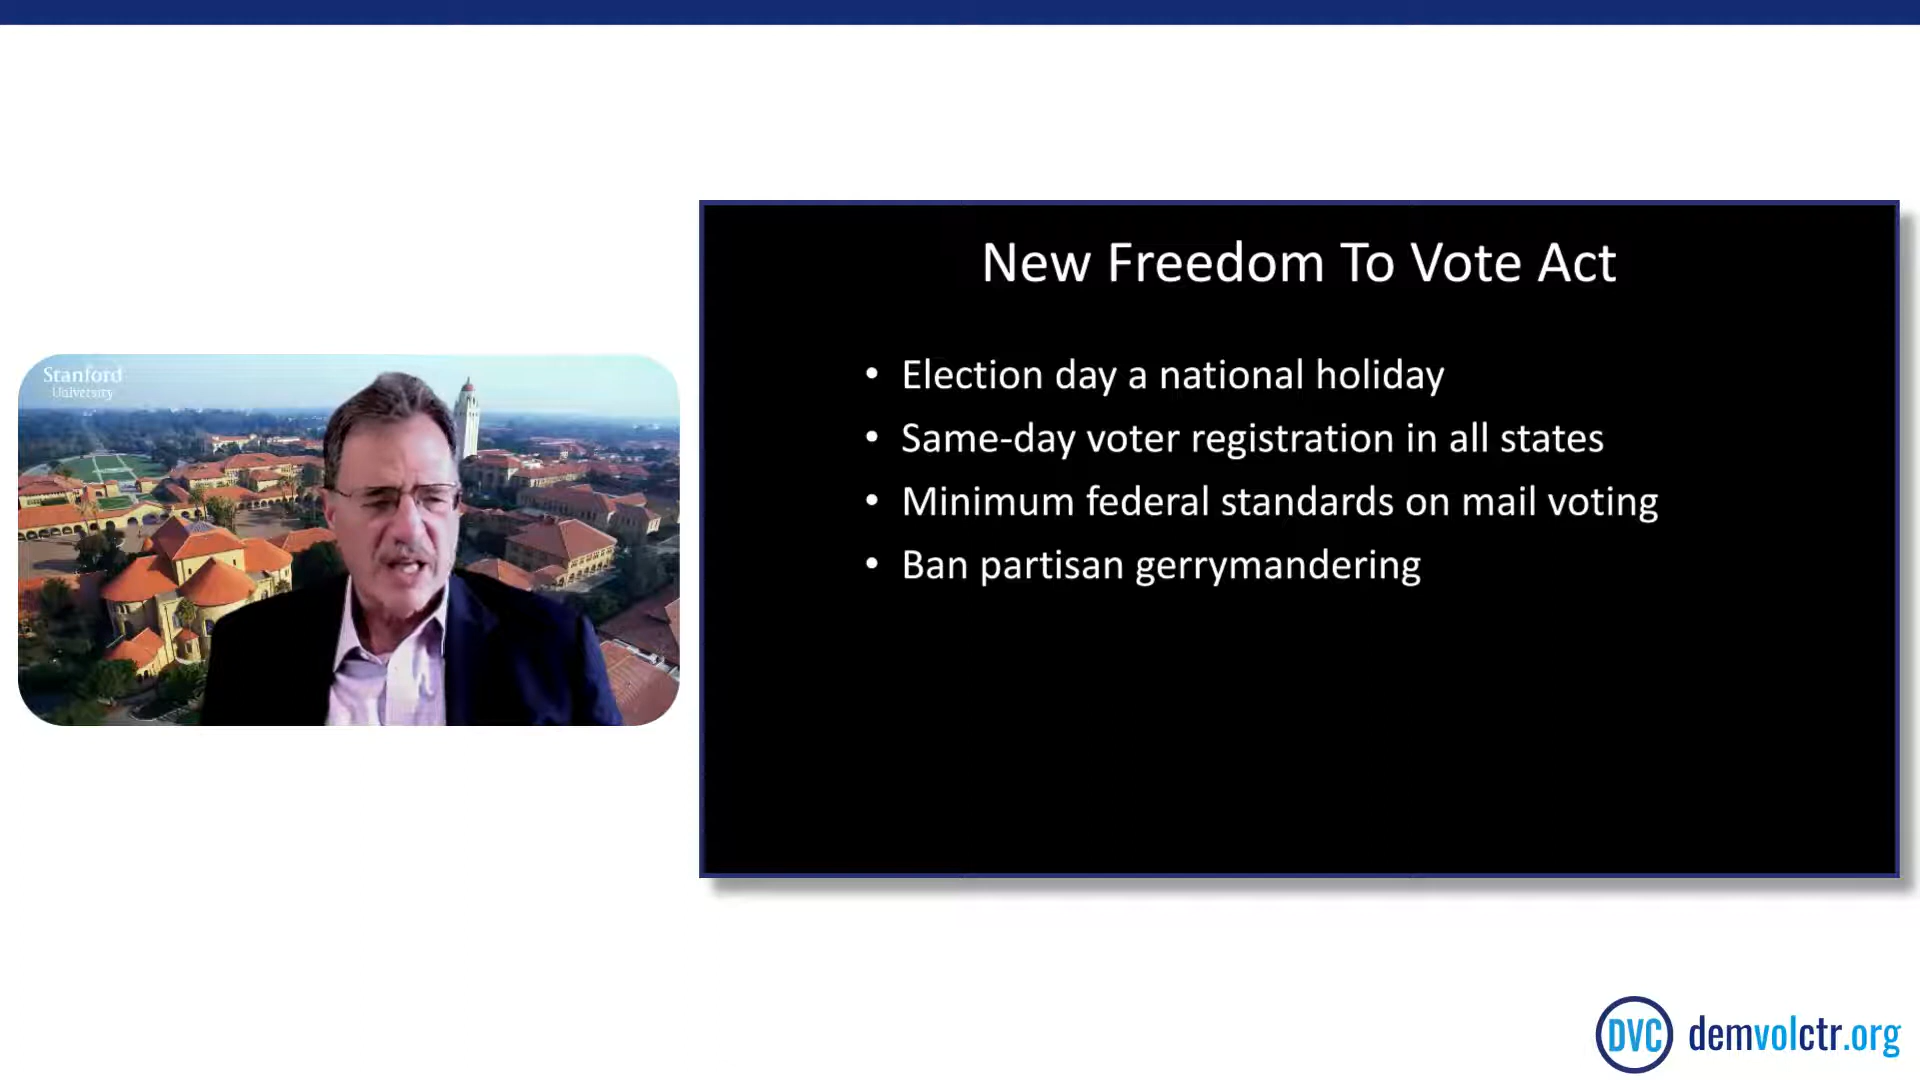 Stanford
University
New Freedom To Vote Act
• Election day a national holiday
• Same-day voter registration in all states
• Minimum federal standards on mail voting
• Ban partisan gerrymandering
DVC demvolctr.org